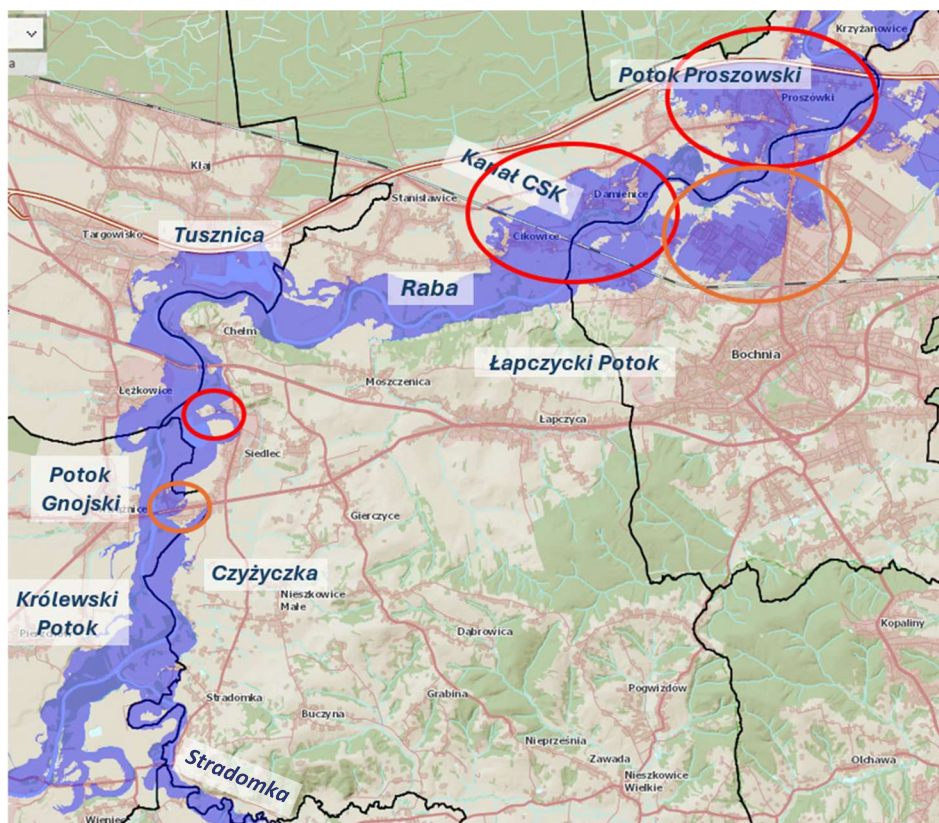 a
Krzyżanowice
Potok Proszowski
Proszówki
Kłaj
Kanał CSK
Stanisławice
Damienice
Targowisko
Tusznica
Cikowice
Raba
Chełm
Łapczycki Potok
Bochnia
Moszczenica
Łężkowice
Łapczyca
Siedlec
Potok
Gnojski
Gierczyce
Czyżyczka
Nieszkowice
Małe
Królewski
Potok
Dąbrowica
Kopaliny
Stradomka
Grabina
Pogwizdów
Buczyna
Nieprześnia
Stradomka
Zawada
Olchawa
Nieszkowice
Wielkie
Wieniec